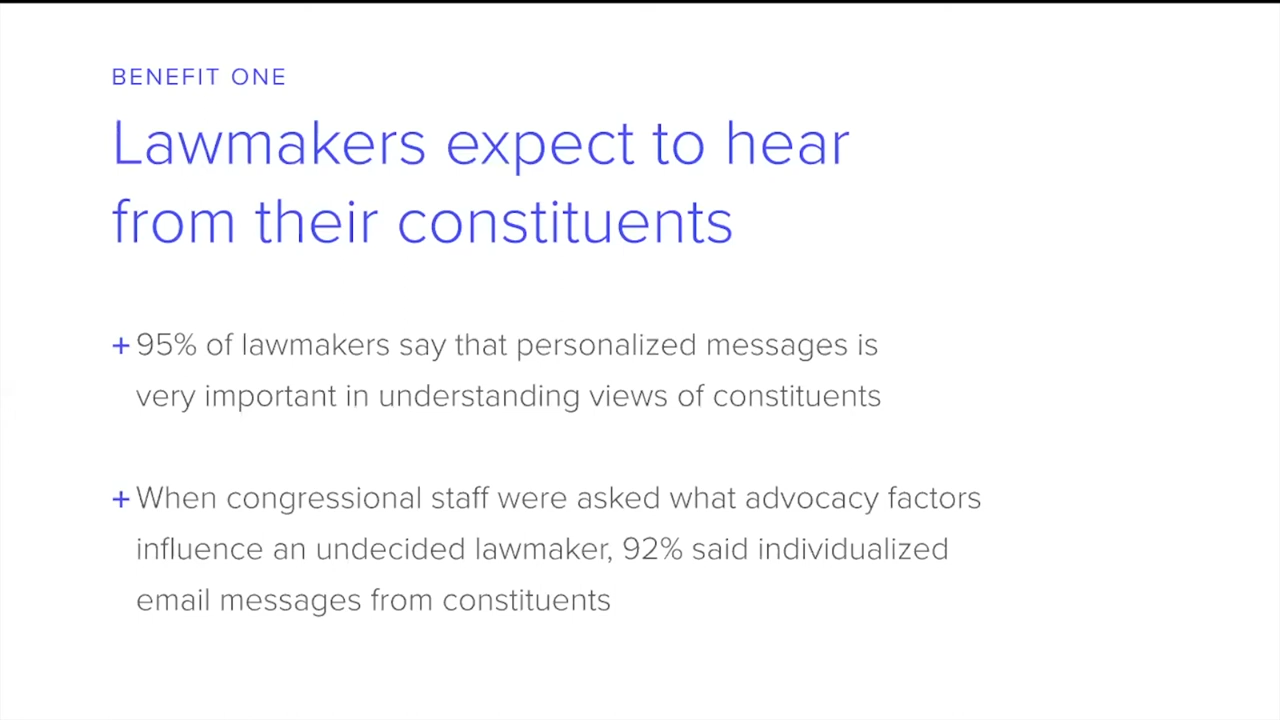 BENEFIT ONE
Lawmakers expect to hear
from their constituents
+ 95% of lawmakers say that personalized messages is
very important in understanding views of constituents
+ When congressional staff were asked what advocacy factors
influence an undecided lawmaker, 92% said individualized
email messages from constituents